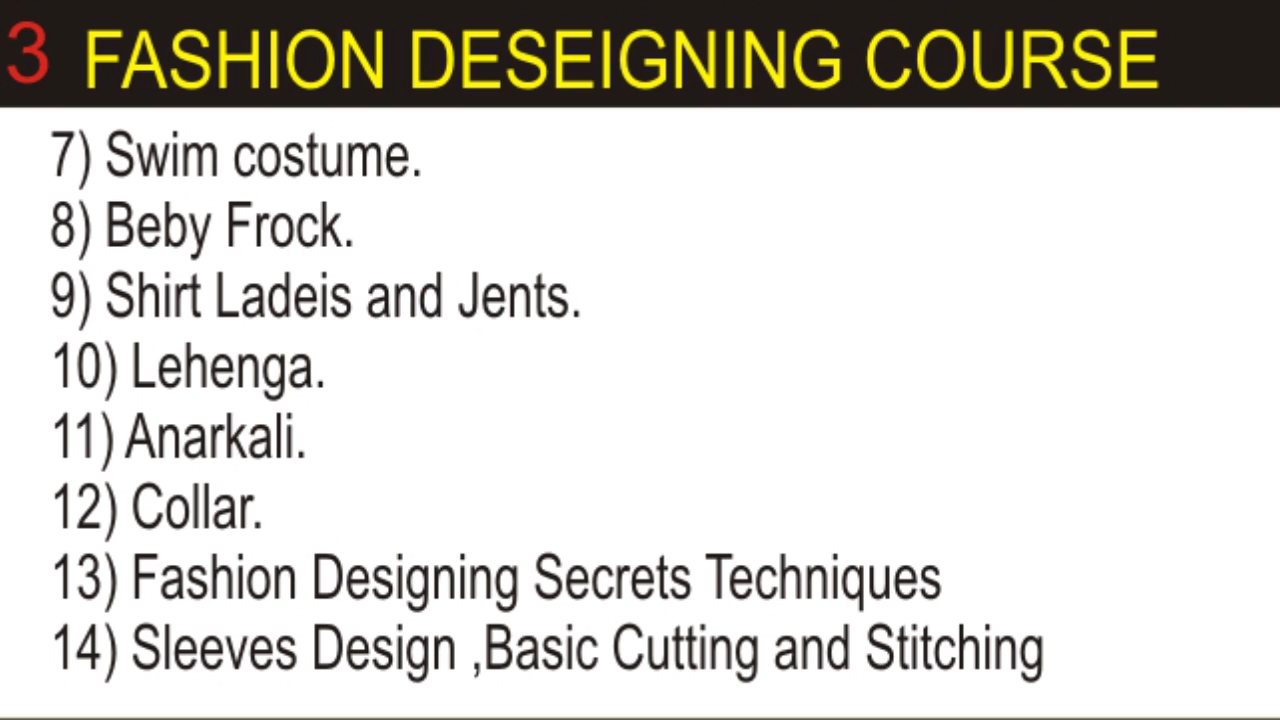 3 FASHION DESEIGNING COURSE
7) Swim costume.
8) Beby Frock.
9) Shirt Ladeis and Jents.
10) Lehenga.
11) Anarkali.
12) Collar.
13) Fashion Designing Secrets Techniques
14) Sleeves Design ,Basic Cutting and Stitching